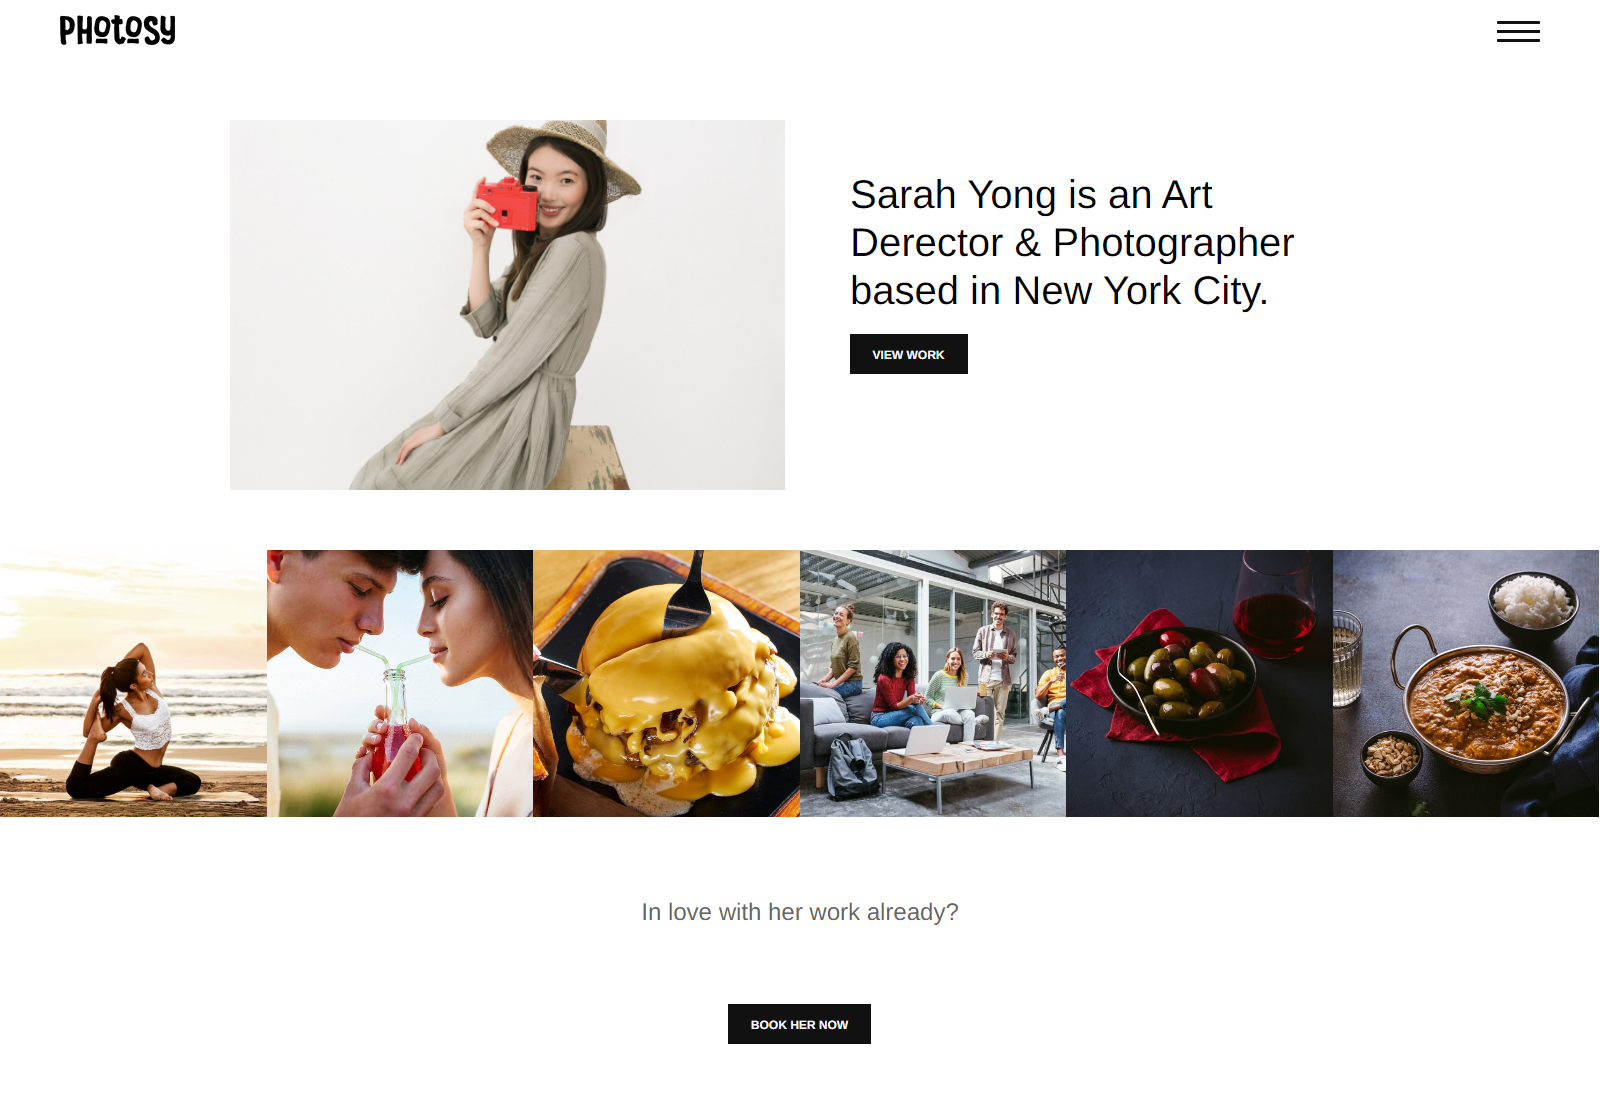 PHOTOSY
Sarah Yong is an Art
Derector & Photographer
based in New York City.
VIEW WORK
In love with her work already?
BOOK HER NOW